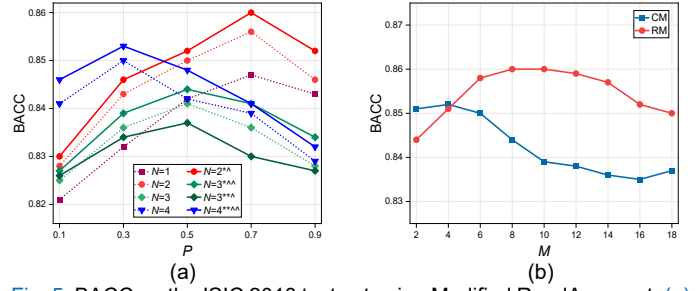 0.86
0.85
0.84
0.83
0.82
BACC
0.1 0.3 0.5 0.7 0.9
P
N=1
N=2
N=3
N=4
N=2*^
N=3*^^
N=3**^
N=4**^^
(a)
CM
RM
0.87
0.86
0.85
0.84
0.83
BACC
2 4 6 8 10 12 14 16 18
M
(b)